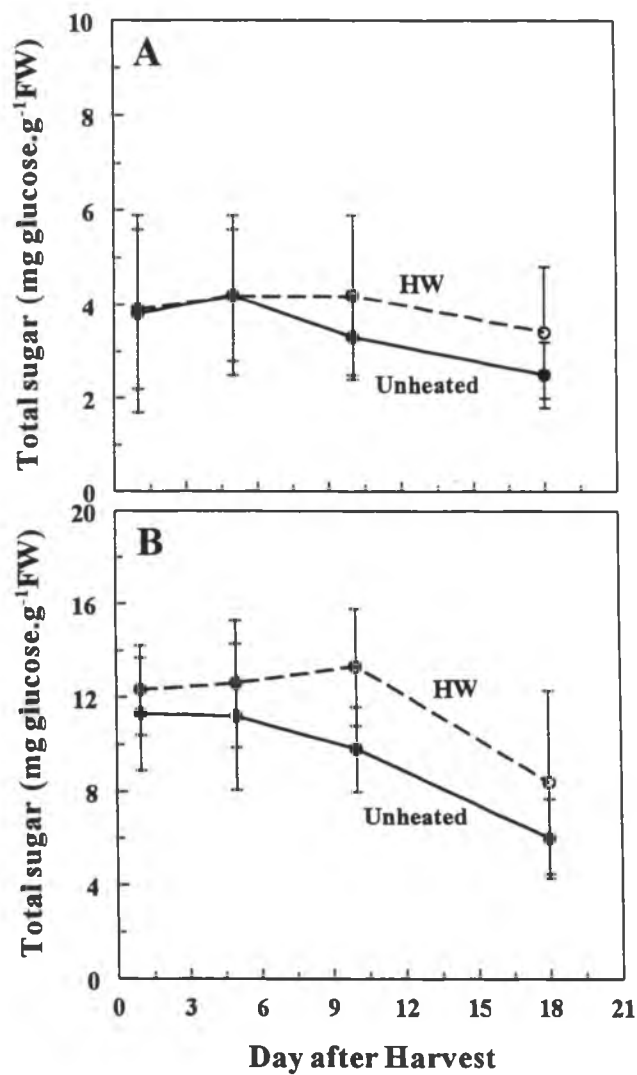 10
A
8
6
4
2
0
HW
Unheated
Total sugar (mg glucose.g-1FW)
20
B
16
12
8
4
0
HW
Unheated
Total sugar (mg glucose.g-1FW)
0 3 6 9 12 15 18 21
Day after Harvest